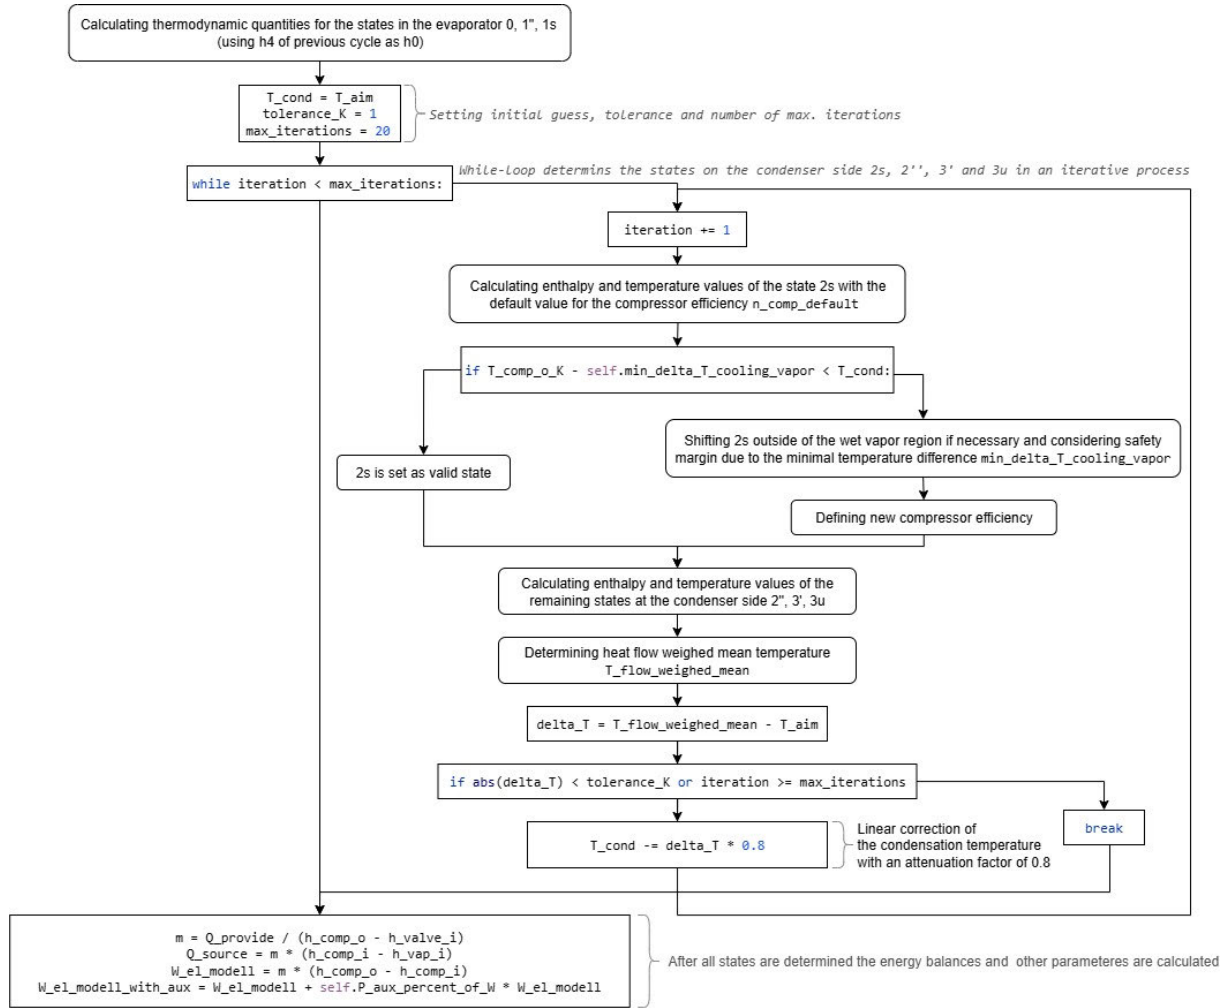 Calculating thermodynamic quantities for the states in the evaporator 0, 1", 1s
(using h4 of previous cycle as h0)
T_cond = T_aim
tolerance_K = 1
max_iterations = 20
Setting initial guess, tolerance and number of max. iterations
while iteration < max_iterations:
While-loop determins the states on the condenser side 2s, 2'', 3' and 3u in an iterative process
iteration += 1
Calculating enthalpy and temperature values of the state 2s with the
default value for the compressor efficiency n_comp_default
if T_comp_o_K - self.min_delta_T_cooling_vapor < T_cond:
Shifting 2s outside of the wet vapor region if necessary and considering safety
margin due to the minimal temperature difference min_delta_T_cooling_vapor
2s is set as valid state
Defining new compressor efficiency
Calculating enthalpy and temperature values of the
remaining states at the condenser side 2", 3', 3u
Determining heat flow weighed mean temperature
T_flow_weighed_mean
delta_T = T_flow_weighed_mean - T_aim
if abs(delta_T) < tolerance_K or iteration >= max_iterations
break
T_cond -= delta_T * 0.8
Linear correction of
the condensation temperature
with an attenuation factor of 0.8
m = Q_provide / (h_comp_o - h_valve_i)
Q_source = m * (h_comp_i - h_vap_i)
W_el_modell = m * (h_comp_o - h_comp_i)
W_el_modell_with_aux = W_el_modell + self.P_aux_percent_of_W * W_el_modell
After all states are determined the energy balances and other parameteres are calculated